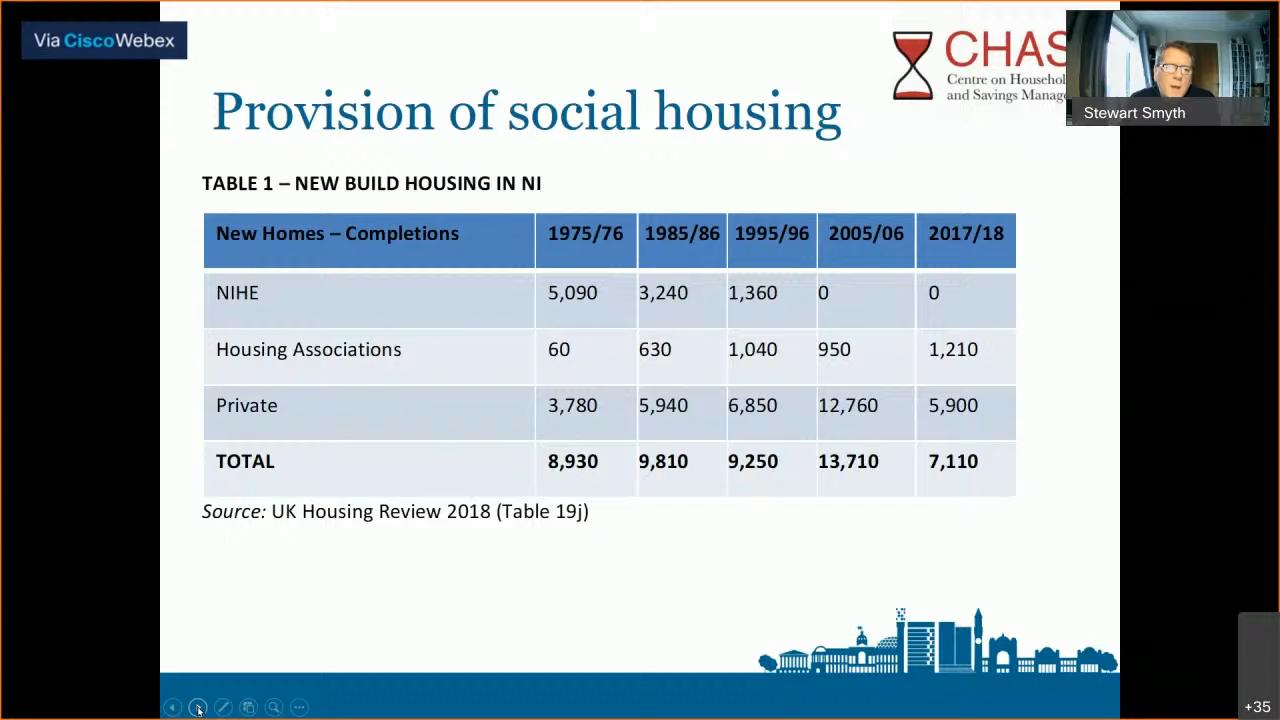 Via Cisco Webex
CHAS
Centre on Household
and Savings Manage
Stewart Smyth
Provision of social housing
TABLE 1 – NEW BUILD HOUSING IN NI
New Homes – Completions 1975/76 1985/86 1995/96 2005/06 2017/18
NIHE 5,090 3,240 1,360 0 0
Housing Associations 60 630 1,040 950 1,210
Private 3,780 5,940 6,850 12,760 5,900
TOTAL 8,930 9,810 9,250 13,710 7,110
Source: UK Housing Review 2018 (Table 19j)
+35